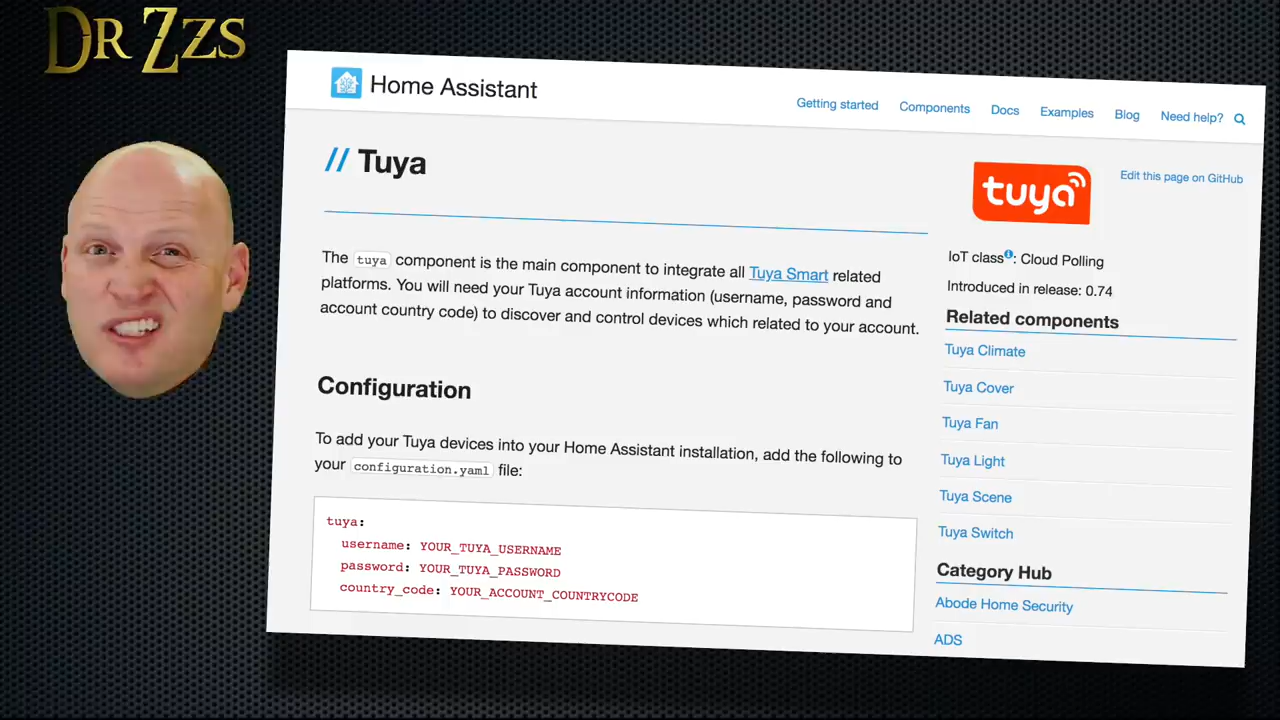 DR ZZS
Home Assistant
Getting started
Components
Docs
Examples
Blog
Need help?
// Tuya
tuya
Edit this page on GitHub
The tuya component is the main component to integrate all Tuya Smart related
platforms. You will need your Tuya account information (username, password and
account country code) to discover and control devices which related to your account.
IoT class: Cloud Polling
Introduced in release: 0.74
Related components
Tuya Climate
Tuya Cover
Tuya Fan
Tuya Light
Tuya Scene
Tuya Switch
Configuration
To add your Tuya devices into your Home Assistant installation, add the following to
your configuration.yaml file:
tuya:
username: YOUR_TUYA_USERNAME
password: YOUR_TUYA_PASSWORD
country_code: YOUR_ACCOUNT_COUNTRYCODE
Category Hub
Abode Home Security
ADS